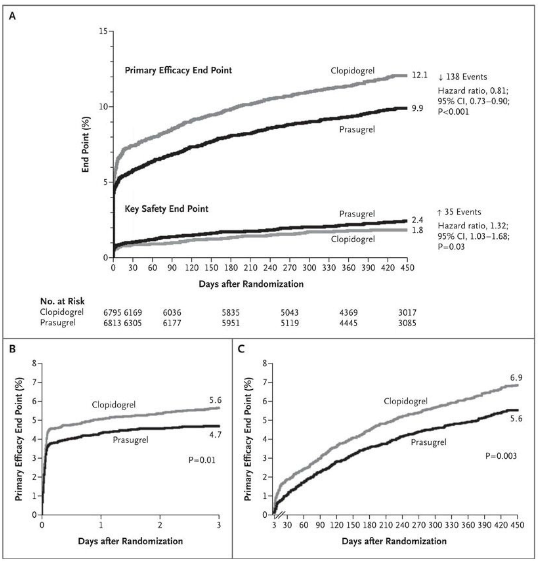 A
15
10
5
0
End Point (%)
Primary Efficacy End Point
Clopidogrel
12.1
9.9
Prasugrel
↓ 138 Events
Hazard ratio, 0.81;
95% CI, 0.73–0.90;
P<0.001
Key Safety End Point
Prasugrel
2.4
1.8
Clopidogrel
↑ 35 Events
Hazard ratio, 1.32;
95% CI, 1.03–1.68;
P=0.03
0 30 60 90 120 150 180 210 240 270 300 330 360 390 420 450
Days after Randomization
No. at Risk
Clopidogrel 6795 6169 6036 5835 5043 4369 3017
Prasugrel 6813 6305 6177 5951 5119 4445 3085
B
8
7
6
5
4
3
2
1
0
Primary Efficacy End Point (%)
Clopidogrel
5.6
4.7
Prasugrel
P=0.01
0 1 2 3
Days after Randomization
C
8
7
6
5
4
3
2
1
0
Primary Efficacy End Point (%)
6.9
Clopidogrel
5.6
Prasugrel
P=0.003
3 30 60 90 120 150 180 210 240 270 300 330 360 390 420 450
Days after Randomization